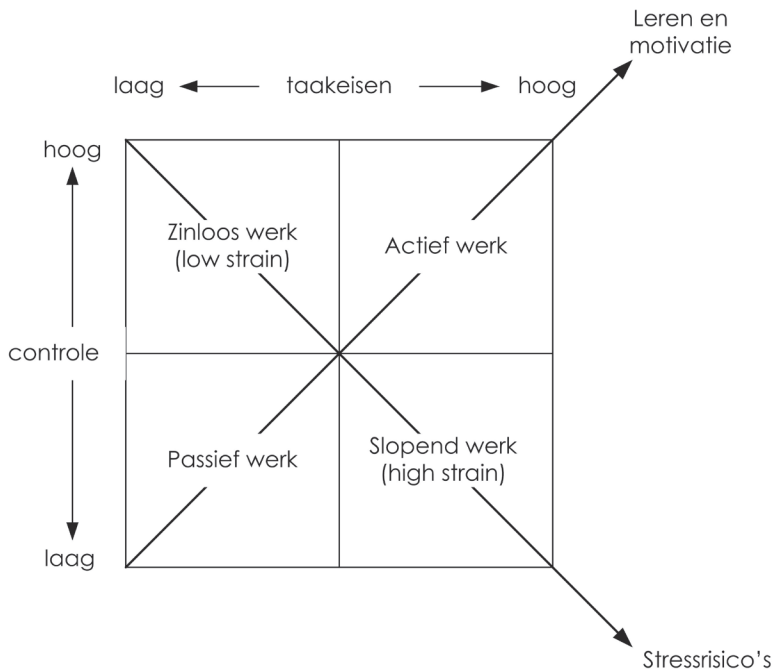 Leren en
motivatie
laag taakeisen hoog
hoog
Zinloos werk
(low strain)
Actief werk
controle
Passief werk
Slopend werk
(high strain)
laag
Stressrisico's